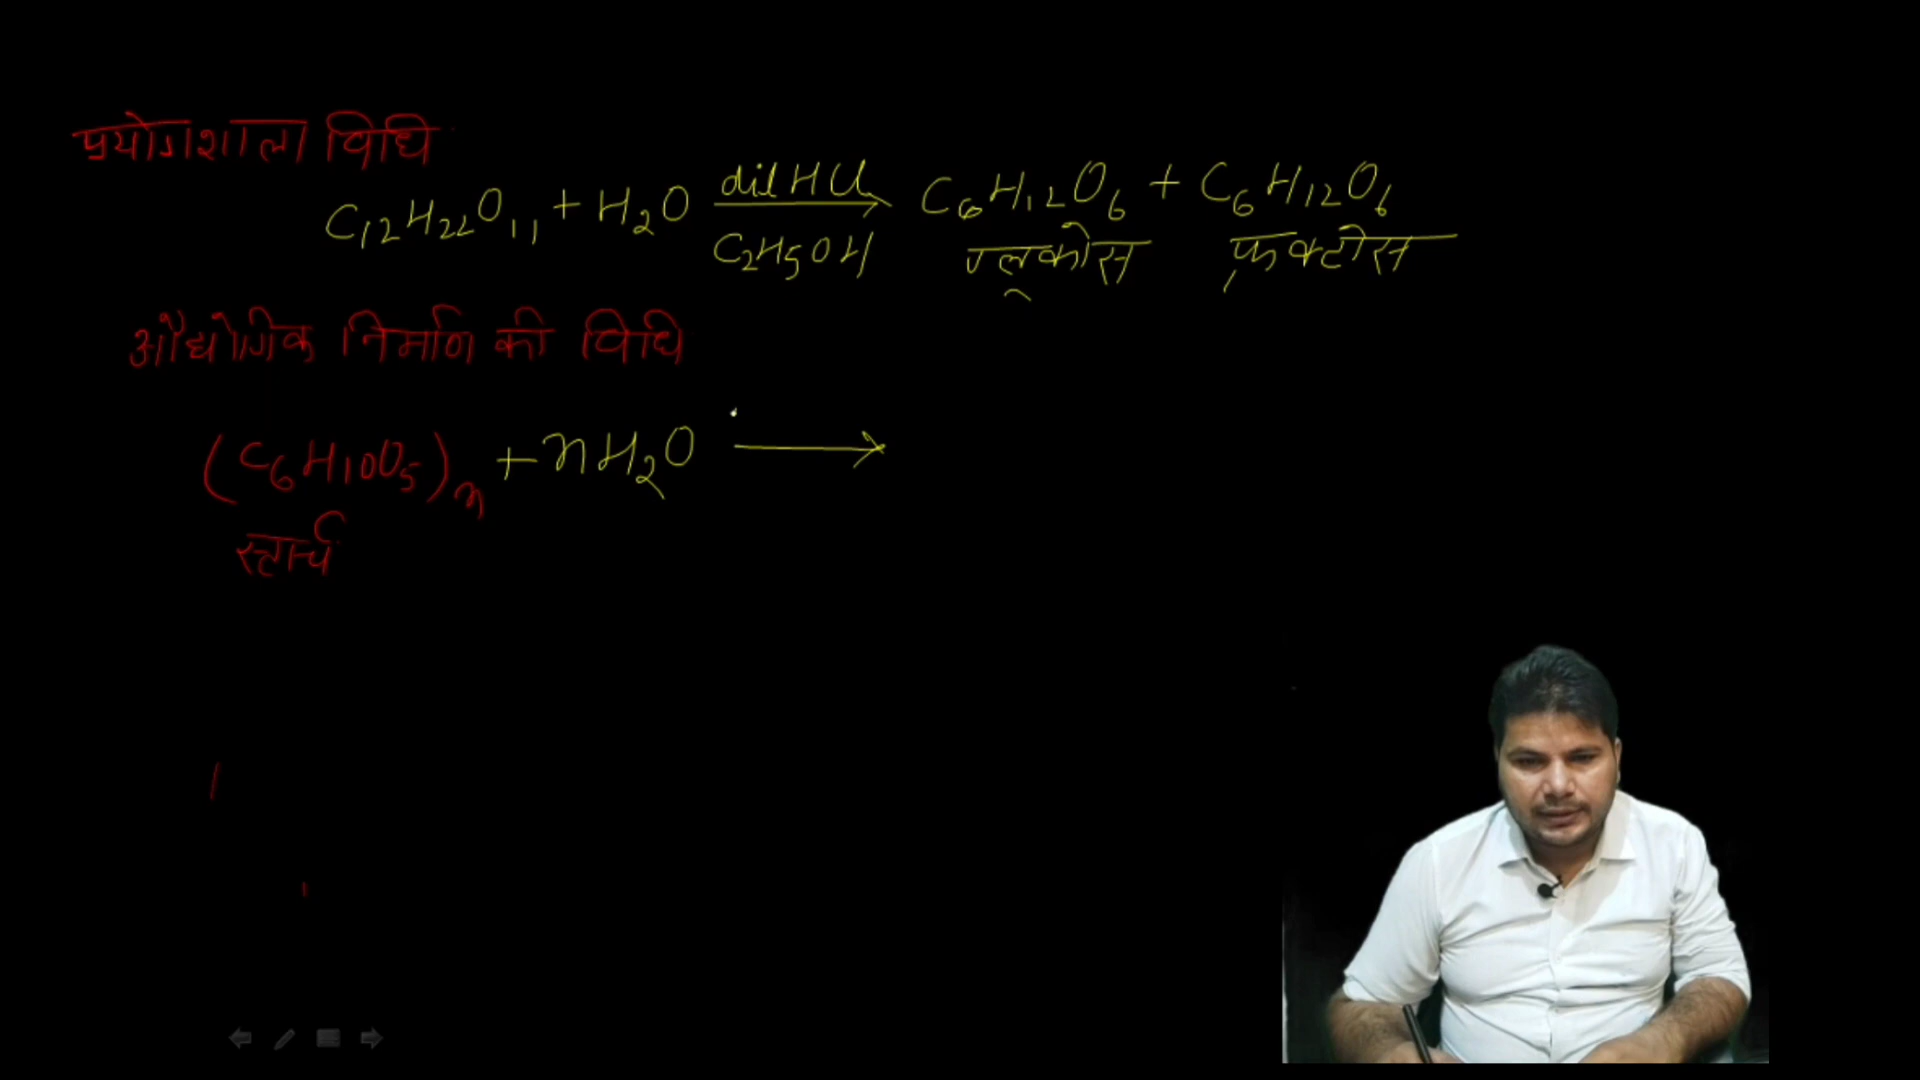 प्रयोगशाला विधि
C12H22O11 + H2O dil HCl → C2H5OH C6H12O6 + C6H12O6
ग्लूकोस फ्रक्टोस
औद्योगिक निर्माण की विधि
(C6H10O5)n + nH2O →
स्टार्च